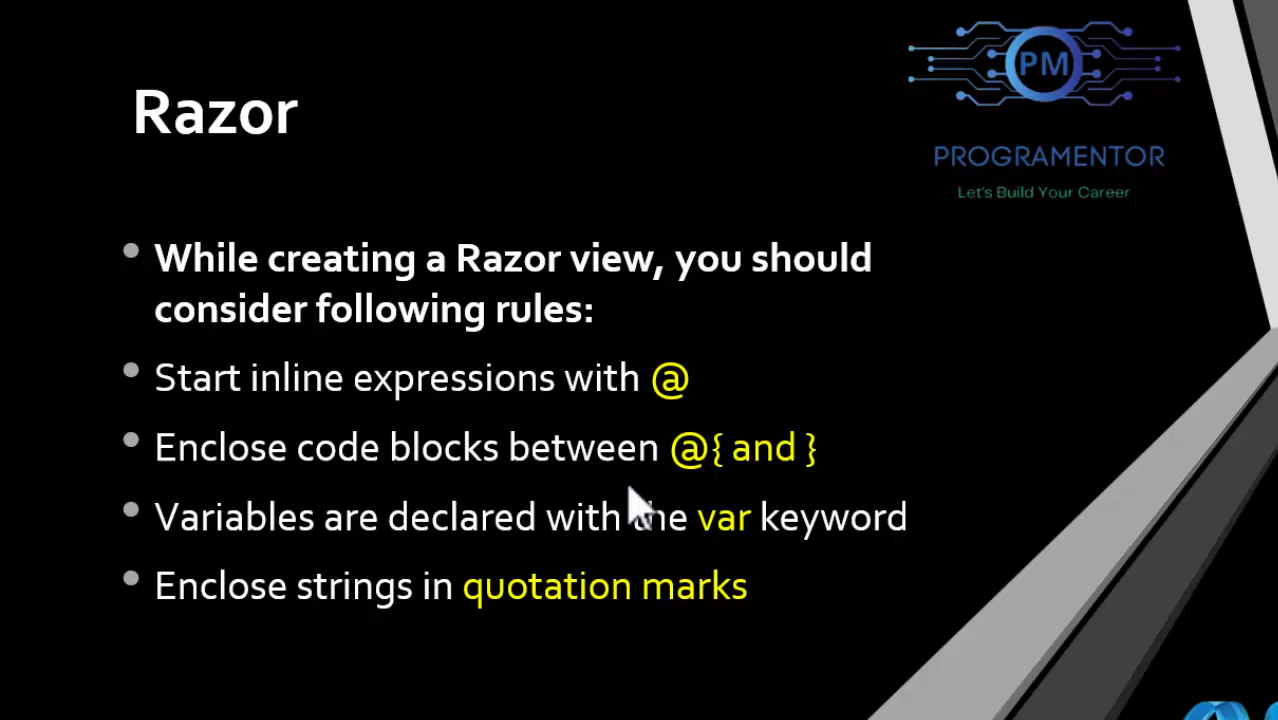 PM
PROGRAMENTOR
Let's Build Your Career
Razor
While creating a Razor view, you should
consider following rules:
Start inline expressions with @
Enclose code blocks between @{ and }
Variables are declared with the var keyword
Enclose strings in quotation marks